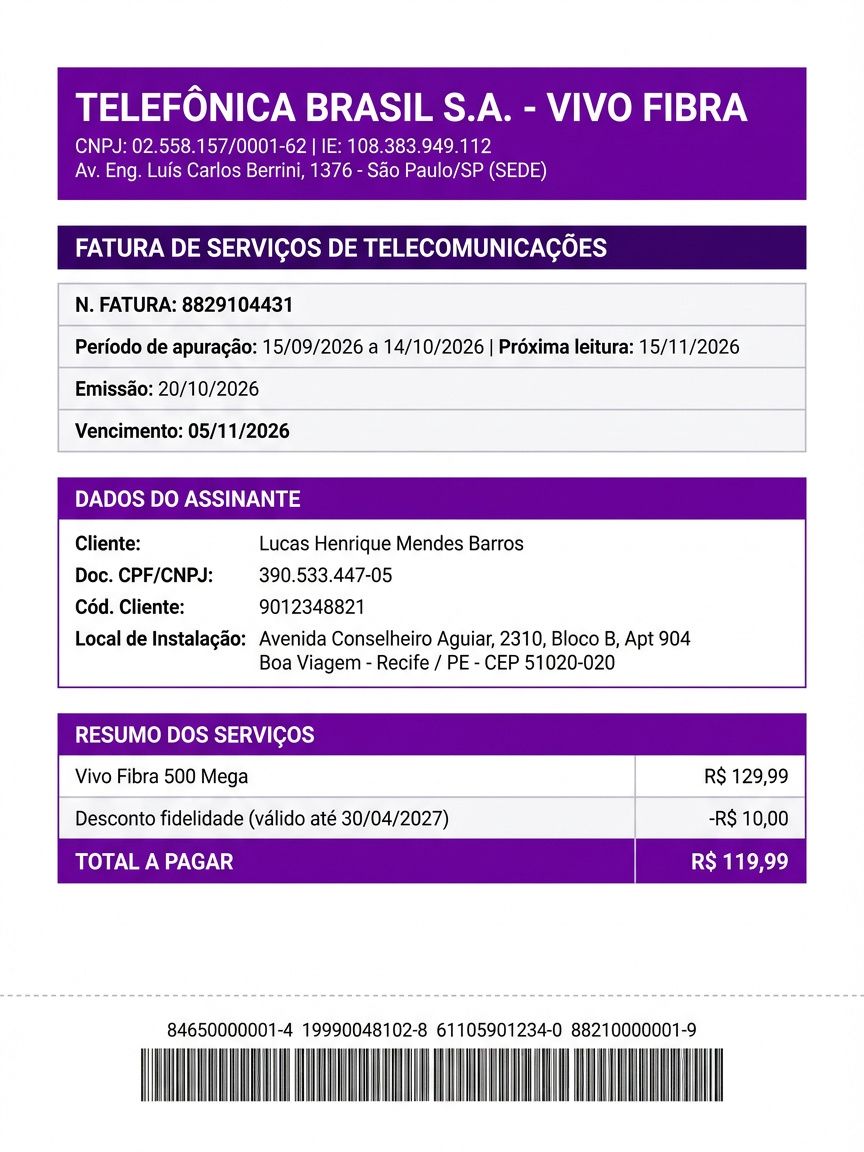 TELEFÔNICA BRASIL S.A. - VIVO FIBRA
CNPJ: 02.558.157/0001-62 | IE: 108.383.949.112
Av. Eng. Luís Carlos Berrini, 1376 - São Paulo/SP (SEDE)
FATURA DE SERVIÇOS DE TELECOMUNICAÇÕES
N. FATURA: 8829104431
Período de apuração: 15/09/2026 a 14/10/2026 | Próxima leitura: 15/11/2026
Emissão: 20/10/2026
Vencimento: 05/11/2026
DADOS DO ASSINANTE
Cliente: Lucas Henrique Mendes Barros
Doc. CPF/CNPJ: 390.533.447-05
Cód. Cliente: 9012348821
Local de Instalação: Avenida Conselheiro Aguiar, 2310, Bloco B, Apt 904
Boa Viagem - Recife / PE - CEP 51020-020
RESUMO DOS SERVIÇOS
Vivo Fibra 500 Mega R$ 129,99
Desconto fidelidade (válido até 30/04/2027) -R$ 10,00
TOTAL A PAGAR R$ 119,99
84650000001-4 19990048102-8 61105901234-0 88210000001-9